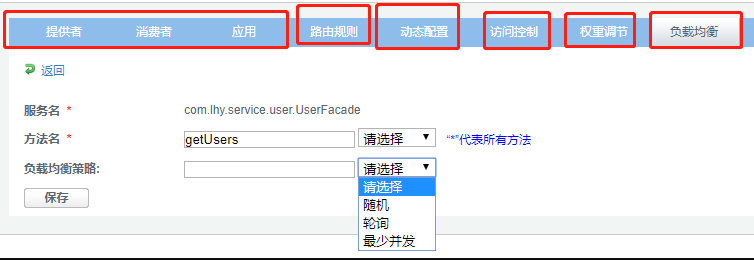 提供者 消费者 应用 路由规则 动态配置 访问控制 权重调节 负载均衡
返回
服务名 * com.lhy.service.user.UserFacade
方法名 * getUsers 请选择 “*”代表所有方法
负载均衡策略: 请选择
请选择
随机
轮询
最少并发
保存